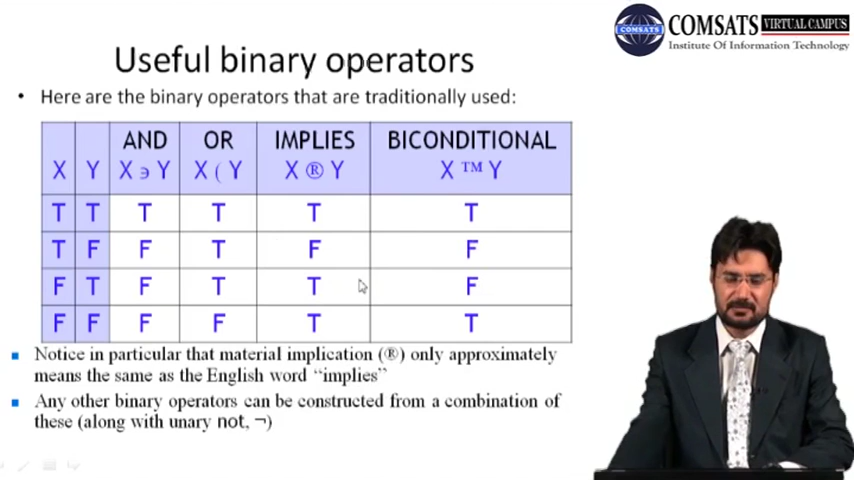 COMSATS VIRTUAL CAMPUS
COMSATS
Institute Of Information Technology
Useful binary operators
• Here are the binary operators that are traditionally used:
AND OR IMPLIES BICONDITIONAL
X Y X ∍ Y X ( Y X ® Y X ™ Y
T T T T T T
T F F T F F
F T F T T F
F F F F T T
Notice in particular that material implication (®) only approximately
means the same as the English word “implies”
Any other binary operators can be constructed from a combination of
these (along with unary not, ¬)